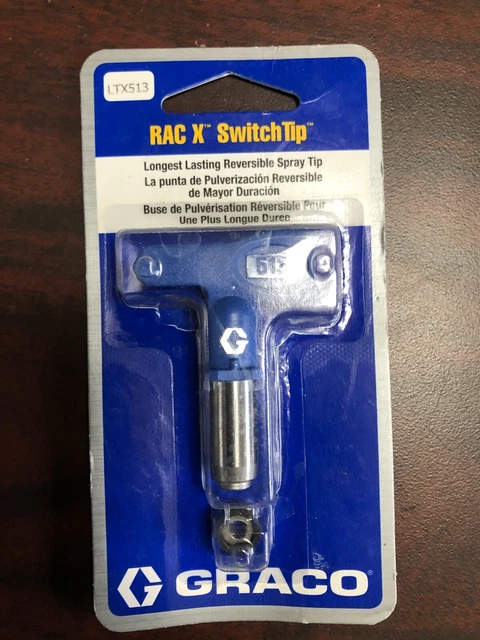 LTX513
RAC X™ SwitchTip™
Longest Lasting Reversible Spray Tip
La punta de Pulverización Reversible
de Mayor Duración
Buse de Pulvérisation Réversible Pour
Une Plus Longue Duree
G
G GRACO®